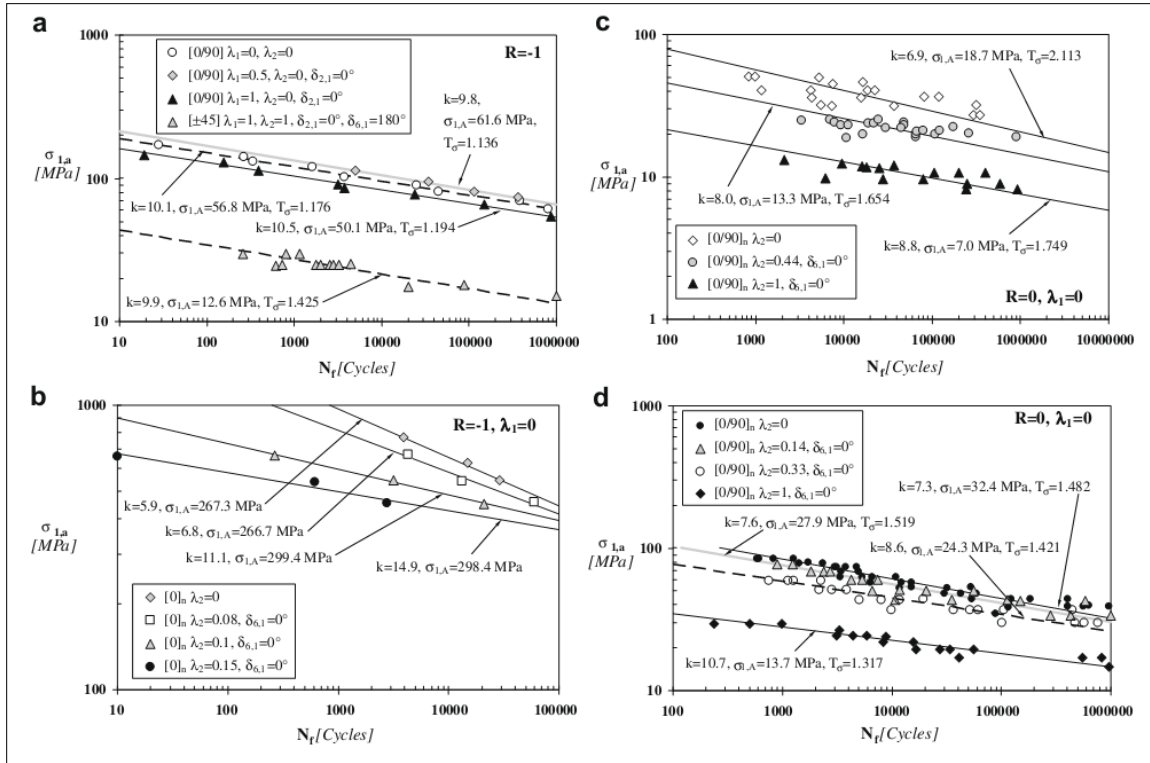 a
1000
R=-1
[0/90] λ1=0, λ2=0
[0/90] λ1=0.5, λ2=0, δ2,1=0°
[0/90] λ1=1, λ2=0, δ2,1=0°
[±45] λ1=1, λ2=1, δ2,1=0°, δ6,1=180°
k=9.8,
σ1,A=61.6 MPa,
Tσ=1.136
σ1,a
[MPa]
100
k=10.1, σ1,A=56.8 MPa, Tσ=1.176
k=10.5, σ1,A=50.1 MPa, Tσ=1.194
k=9.9, σ1,A=12.6 MPa, Tσ=1.425
10
10 100 1000 10000 100000 1000000
Nf [Cycles]
c
100
k=6.9, σ1,A=18.7 MPa, Tσ=2.113
σ1,a
[MPa]
10
k=8.0, σ1,A=13.3 MPa, Tσ=1.654
k=8.8, σ1,A=7.0 MPa, Tσ=1.749
[0/90]n λ2=0
[0/90]n λ2=0.44, δ6,1=0°
[0/90]n λ2=1, δ6,1=0°
R=0, λ1=0
1
100 1000 10000 100000 1000000 10000000
Nf [Cycles]
b
1000
R=-1, λ1=0
σ1,a
[MPa]
k=5.9, σ1,A=267.3 MPa
k=6.8, σ1,A=266.7 MPa
k=11.1, σ1,A=299.4 MPa
k=14.9, σ1,A=298.4MPa
[0]n λ2=0
[0]n λ2=0.08, δ6,1=0°
[0]n λ2=0.1, δ6,1=0°
[0]n λ2=0.15, δ6,1=0°
100
10 100 1000 10000 100000
Nf [Cycles]
d
1000
R=0, λ1=0
[0/90]n λ2=0
[0/90]n λ2=0.14, δ6,1=0°
[0/90]n λ2=0.33, δ6,1=0°
[0/90]n λ2=1, δ6,1=0°
k=7.3, σ1,A=32.4 MPa, Tσ=1.482
k=7.6, σ1,A=27.9 MPa, Tσ=1.519
k=8.6, σ1,A=24.3 MPa, Tσ=1.421
σ1,a
[MPa]
100
k=10.7, σ1,A=13.7 MPa, Tσ=1.317
10
100 1000 10000 100000 1000000
Nf [Cycles]